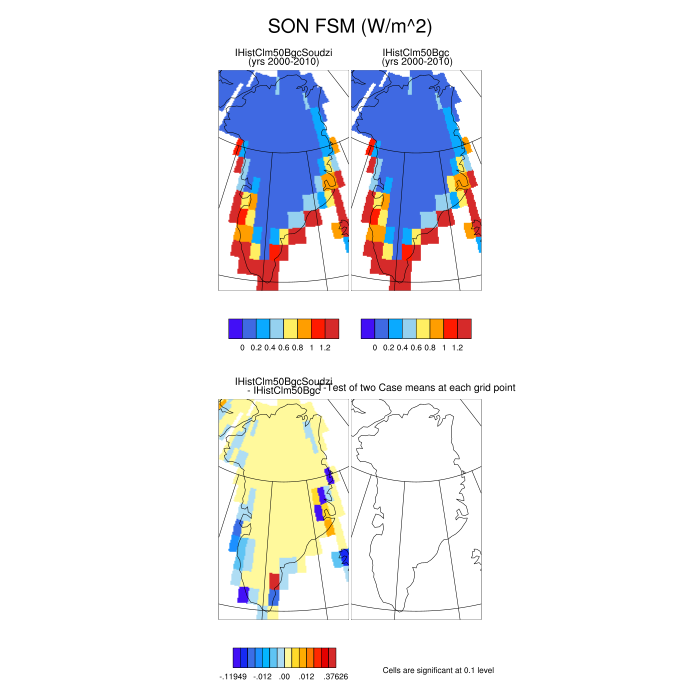 SON FSM (W/m^2)
IHistClm50BgcSoudzi
(yrs 2000-2010)
IHistClm50Bgc
(yrs 2000-2010)
0 0.2 0.4 0.6 0.8 1 1.2
0 0.2 0.4 0.6 0.8 1 1.2
IHistClm50BgcSoudzi
- IHistClm50Bgc
T-Test of two Case means at each grid point
-.11949 -.012 .00 .012 .37626
Cells are significant at 0.1 level